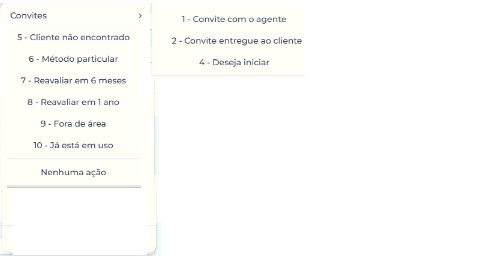 Convites >
5 - Cliente não encontrado
6 - Método particular
7 - Reavaliar em 6 meses
8 - Reavaliar em 1 ano
9 - Fora de área
10 - Já está em uso
Nenhuma ação
1 - Convite com o agente
2 - Convite entregue ao cliente
4 - Deseja iniciar